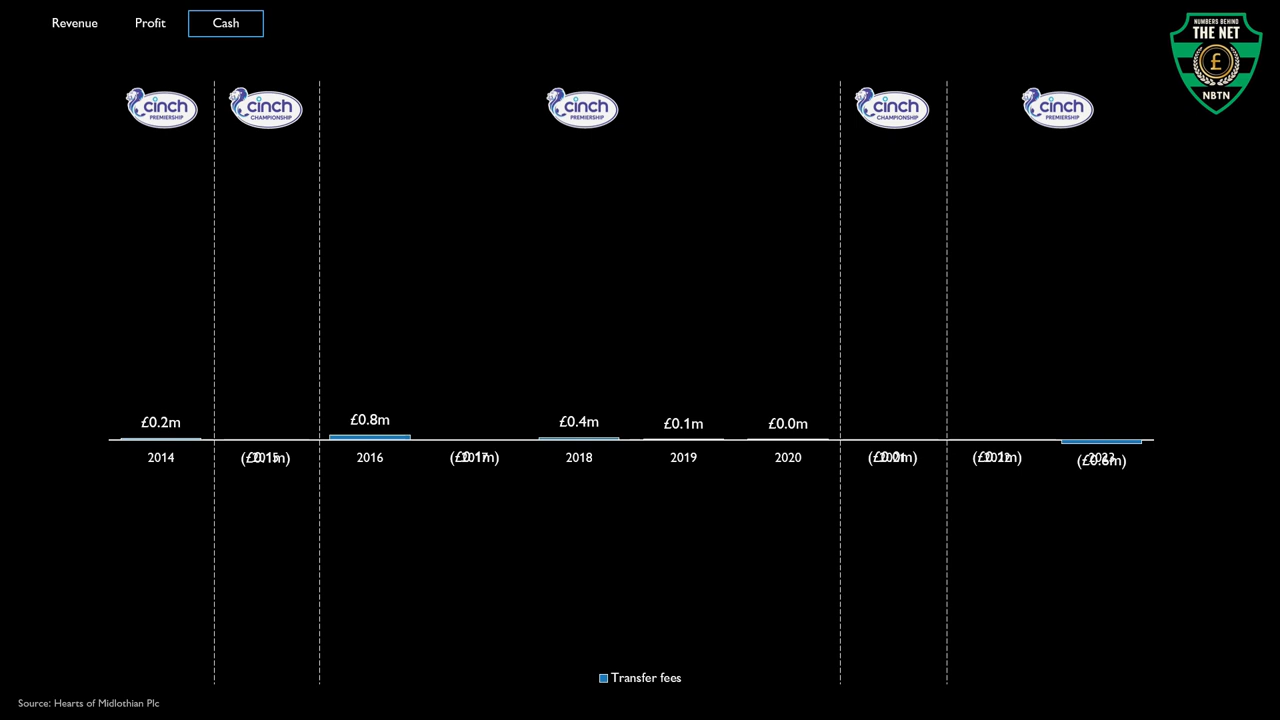 Revenue Profit Cash
NUMBERS BEHIND
THE NET
£
NBTN
cinch cinch cinch cinch cinch
PREMIERSHIP CHAMPIONSHIP PREMIERSHIP CHAMPIONSHIP PREMIERSHIP
£0.2m £0.8m £0.4m £0.1m £0.0m
2014 2016 2018 2019 2020
Transfer fees
Source: Hearts of Midlothian Plc